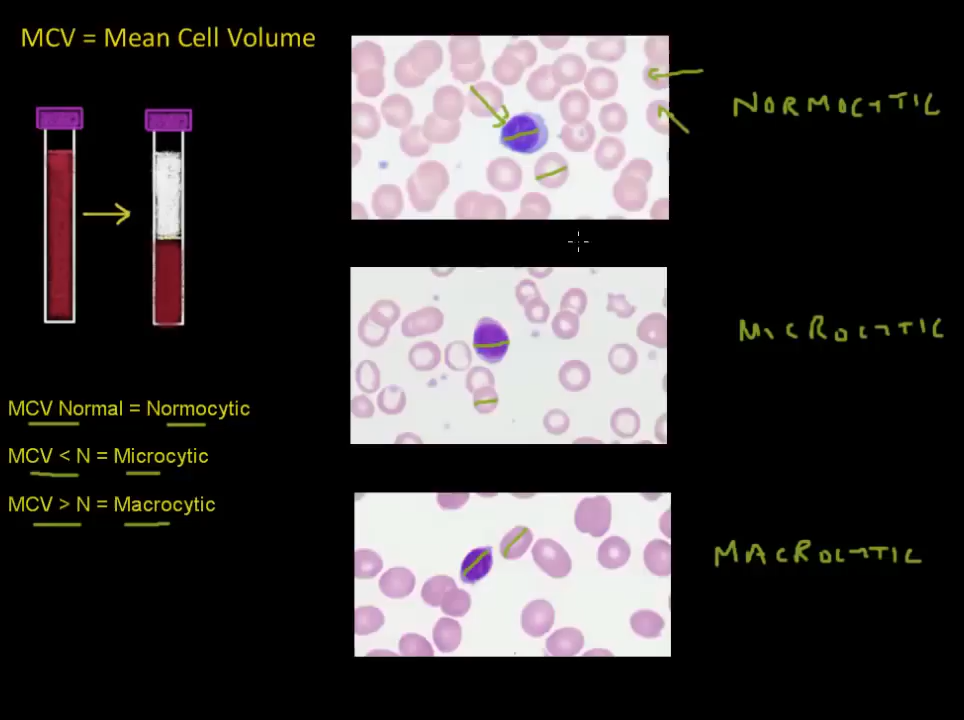 MCV = Mean Cell Volume
NORMOCYTIC
MICROCYTIC
MCV Normal = Normocytic
MCV < N = Microcytic
MCV > N = Macrocytic
MACROCYTIC